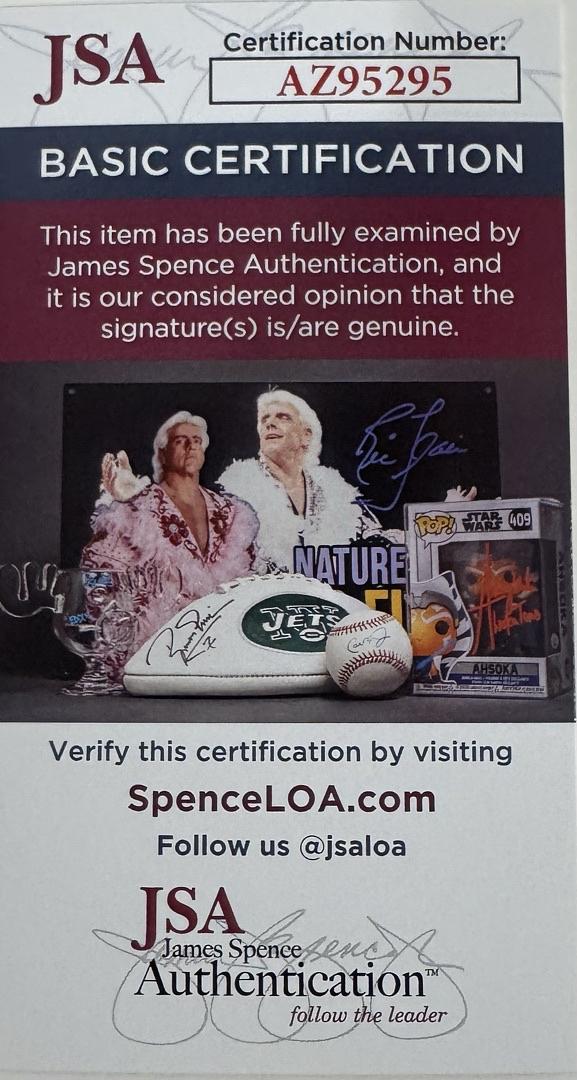 JSA
Certification Number:
AZ95295
BASIC CERTIFICATION
This item has been fully examined by
James Spence Authentication, and
it is our considered opinion that the
signature(s) is/are genuine.
NATURE
POP!
STAR
WARS
409
JETS
AHSOKA
Verify this certification by visiting
SpenceLOA.com
Follow us @jsaloa
JSA
James Spence
Authentication™
follow the leader